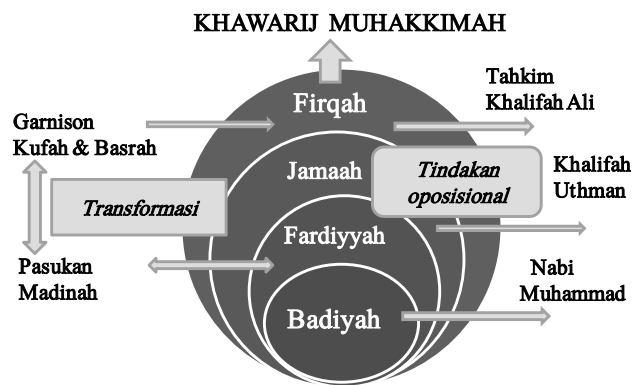 KHAWARIJ MUHAKKIMAH
Firqah
Tahkim
Khalifah Ali
Garnison
Kufah & Basrah
Jamaah
Tindakan
oposisional
Khalifah
Uthman
Transformasi
Fardiyyah
Pasukan
Madinah
Nabi
Muhammad
Badiyah